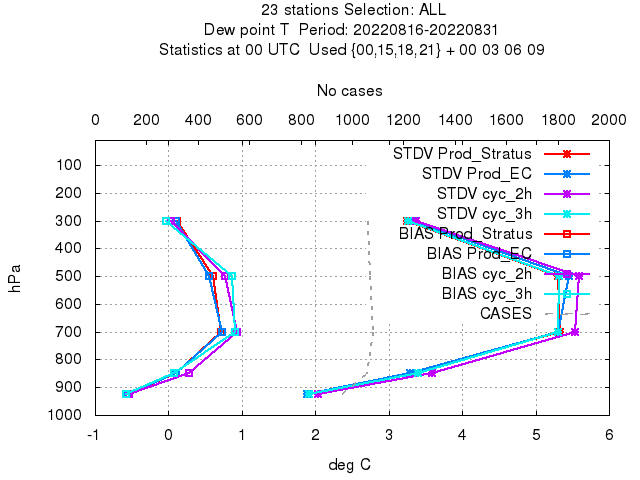 23 stations Selection: ALL
Dew point T  Period: 20220816-20220831
Statistics at 00 UTC  Used {00,15,18,21} + 00 03 06 09
No cases
0 200 400 600 800 1000 1200 1400 1600 1800 2000
STDV Prod_Stratus
STDV Prod_EC
STDV cyc_2h
STDV cyc_3h
BIAS Prod_Stratus
BIAS Prod_EC
BIAS cyc_2h
BIAS cyc_3h
CASES
100
200
300
400
500
600
700
800
900
1000
hPa
-1 0 1 2 3 4 5 6
deg C